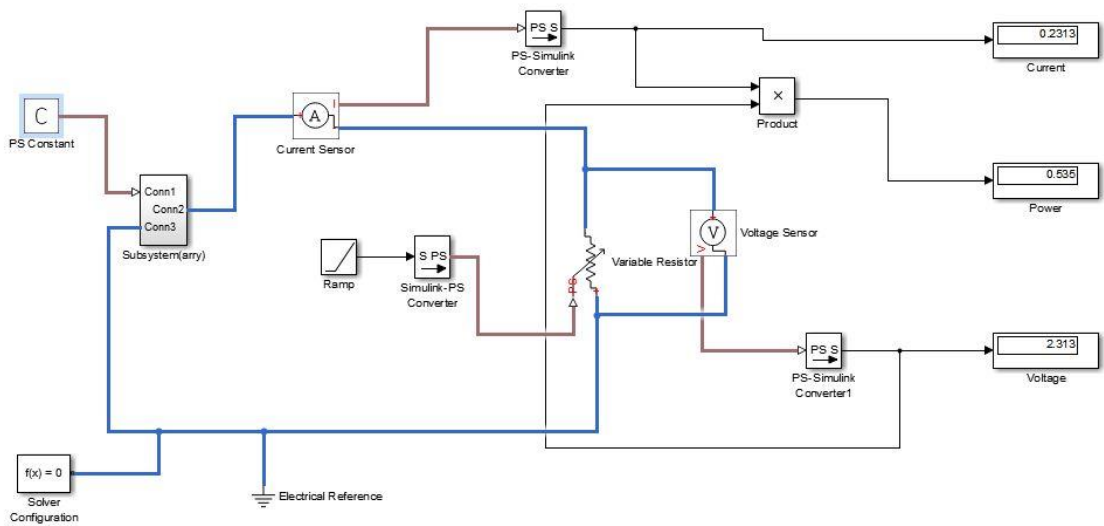 PS S
PS-Simulink
Converter
0.2313
Current
C
PS Constant
A
I
Current Sensor
×
Product
Conn1
Conn2
Conn3
Subsystem(arry)
0.535
Power
V
V
Voltage Sensor
Ramp
S PS
Simulink-PS
Converter
Variable Resistor
PS
PS S
PS-Simulink
Converter1
2.313
Voltage
f(x) = 0
Solver
Configuration
Electrical Reference